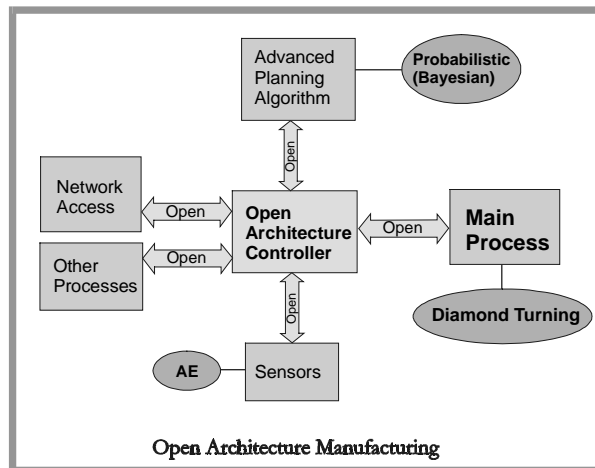 Advanced
Planning
Algorithm
Probabilistic
(Bayesian)
Open
Network
Access
Open
Open
Architecture
Controller
Open
Main
Process
Other
Processes
Open
Diamond Turning
Open
AE
Sensors
Open Architecture Manufacturing